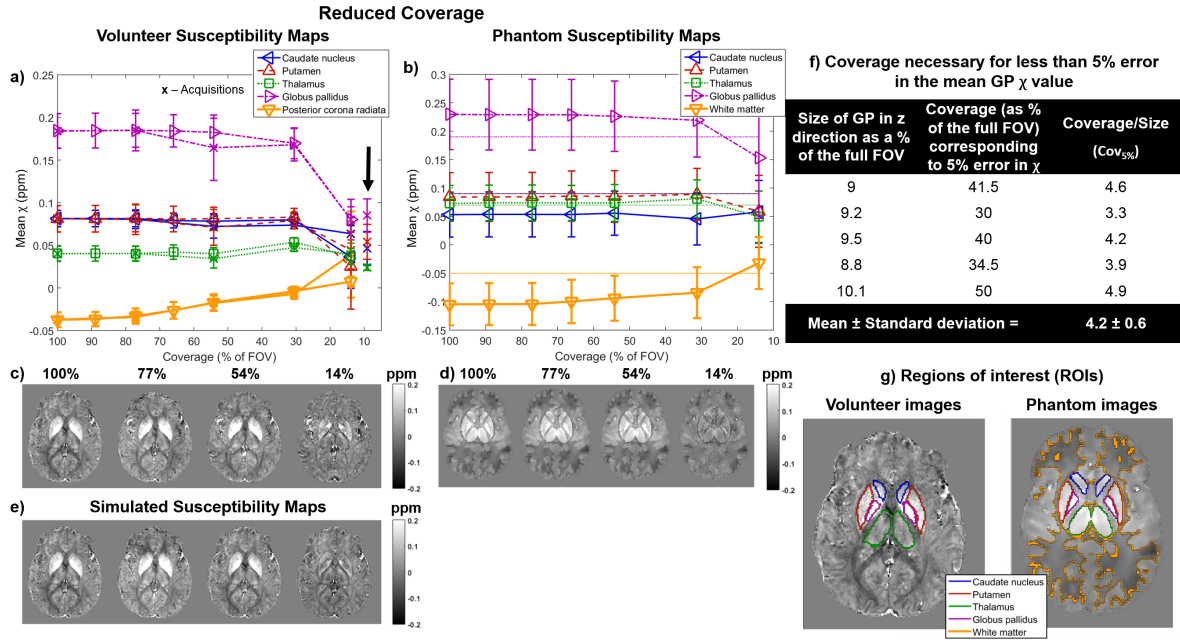 Reduced Coverage
Volunteer Susceptibility Maps
Phantom Susceptibility Maps
a)
x – Acquisitions
Caudate nucleus
Putamen
Thalamus
Globus pallidus
Posterior corona radiata
Mean χ (ppm)
0.25
0.2
0.15
0.1
0.05
0
-0.05
100 90 80 70 60 50 40 30 20 10 0
Coverage (% of FOV)
b)
Caudate nucleus
Putamen
Thalamus
Globus pallidus
White matter
Mean χ (ppm)
0.3
0.25
0.2
0.15
0.1
0.05
0
-0.05
-0.1
0.15
100 90 80 70 60 50 40 30 20 10 0
Coverage (% of FOV)
f) Coverage necessary for less than 5% error
in the mean GP χ value
Size of GP in z direction as a % of the full FOV
Coverage (as % of the full FOV) corresponding to 5% error in χ
Coverage/Size (Cov5%)
9 41.5 4.6
9.2 30 3.3
9.5 40 4.2
8.8 34.5 3.9
10.1 50 4.9
Mean ± Standard deviation = 4.2 ± 0.6
c) 100% 77% 54% 14% ppm
0.2
0.1
0
-0.1
-0.2
d) 100% 77% 54% 14% ppm
0.2
0.1
0
-0.1
-0.2
e) Simulated Susceptibility Maps
ppm
0.2
0.1
0
-0.1
-0.2
g) Regions of interest (ROIs)
Volunteer images
Phantom images
Caudate nucleus
Putamen
Thalamus
Globus pallidus
White matter